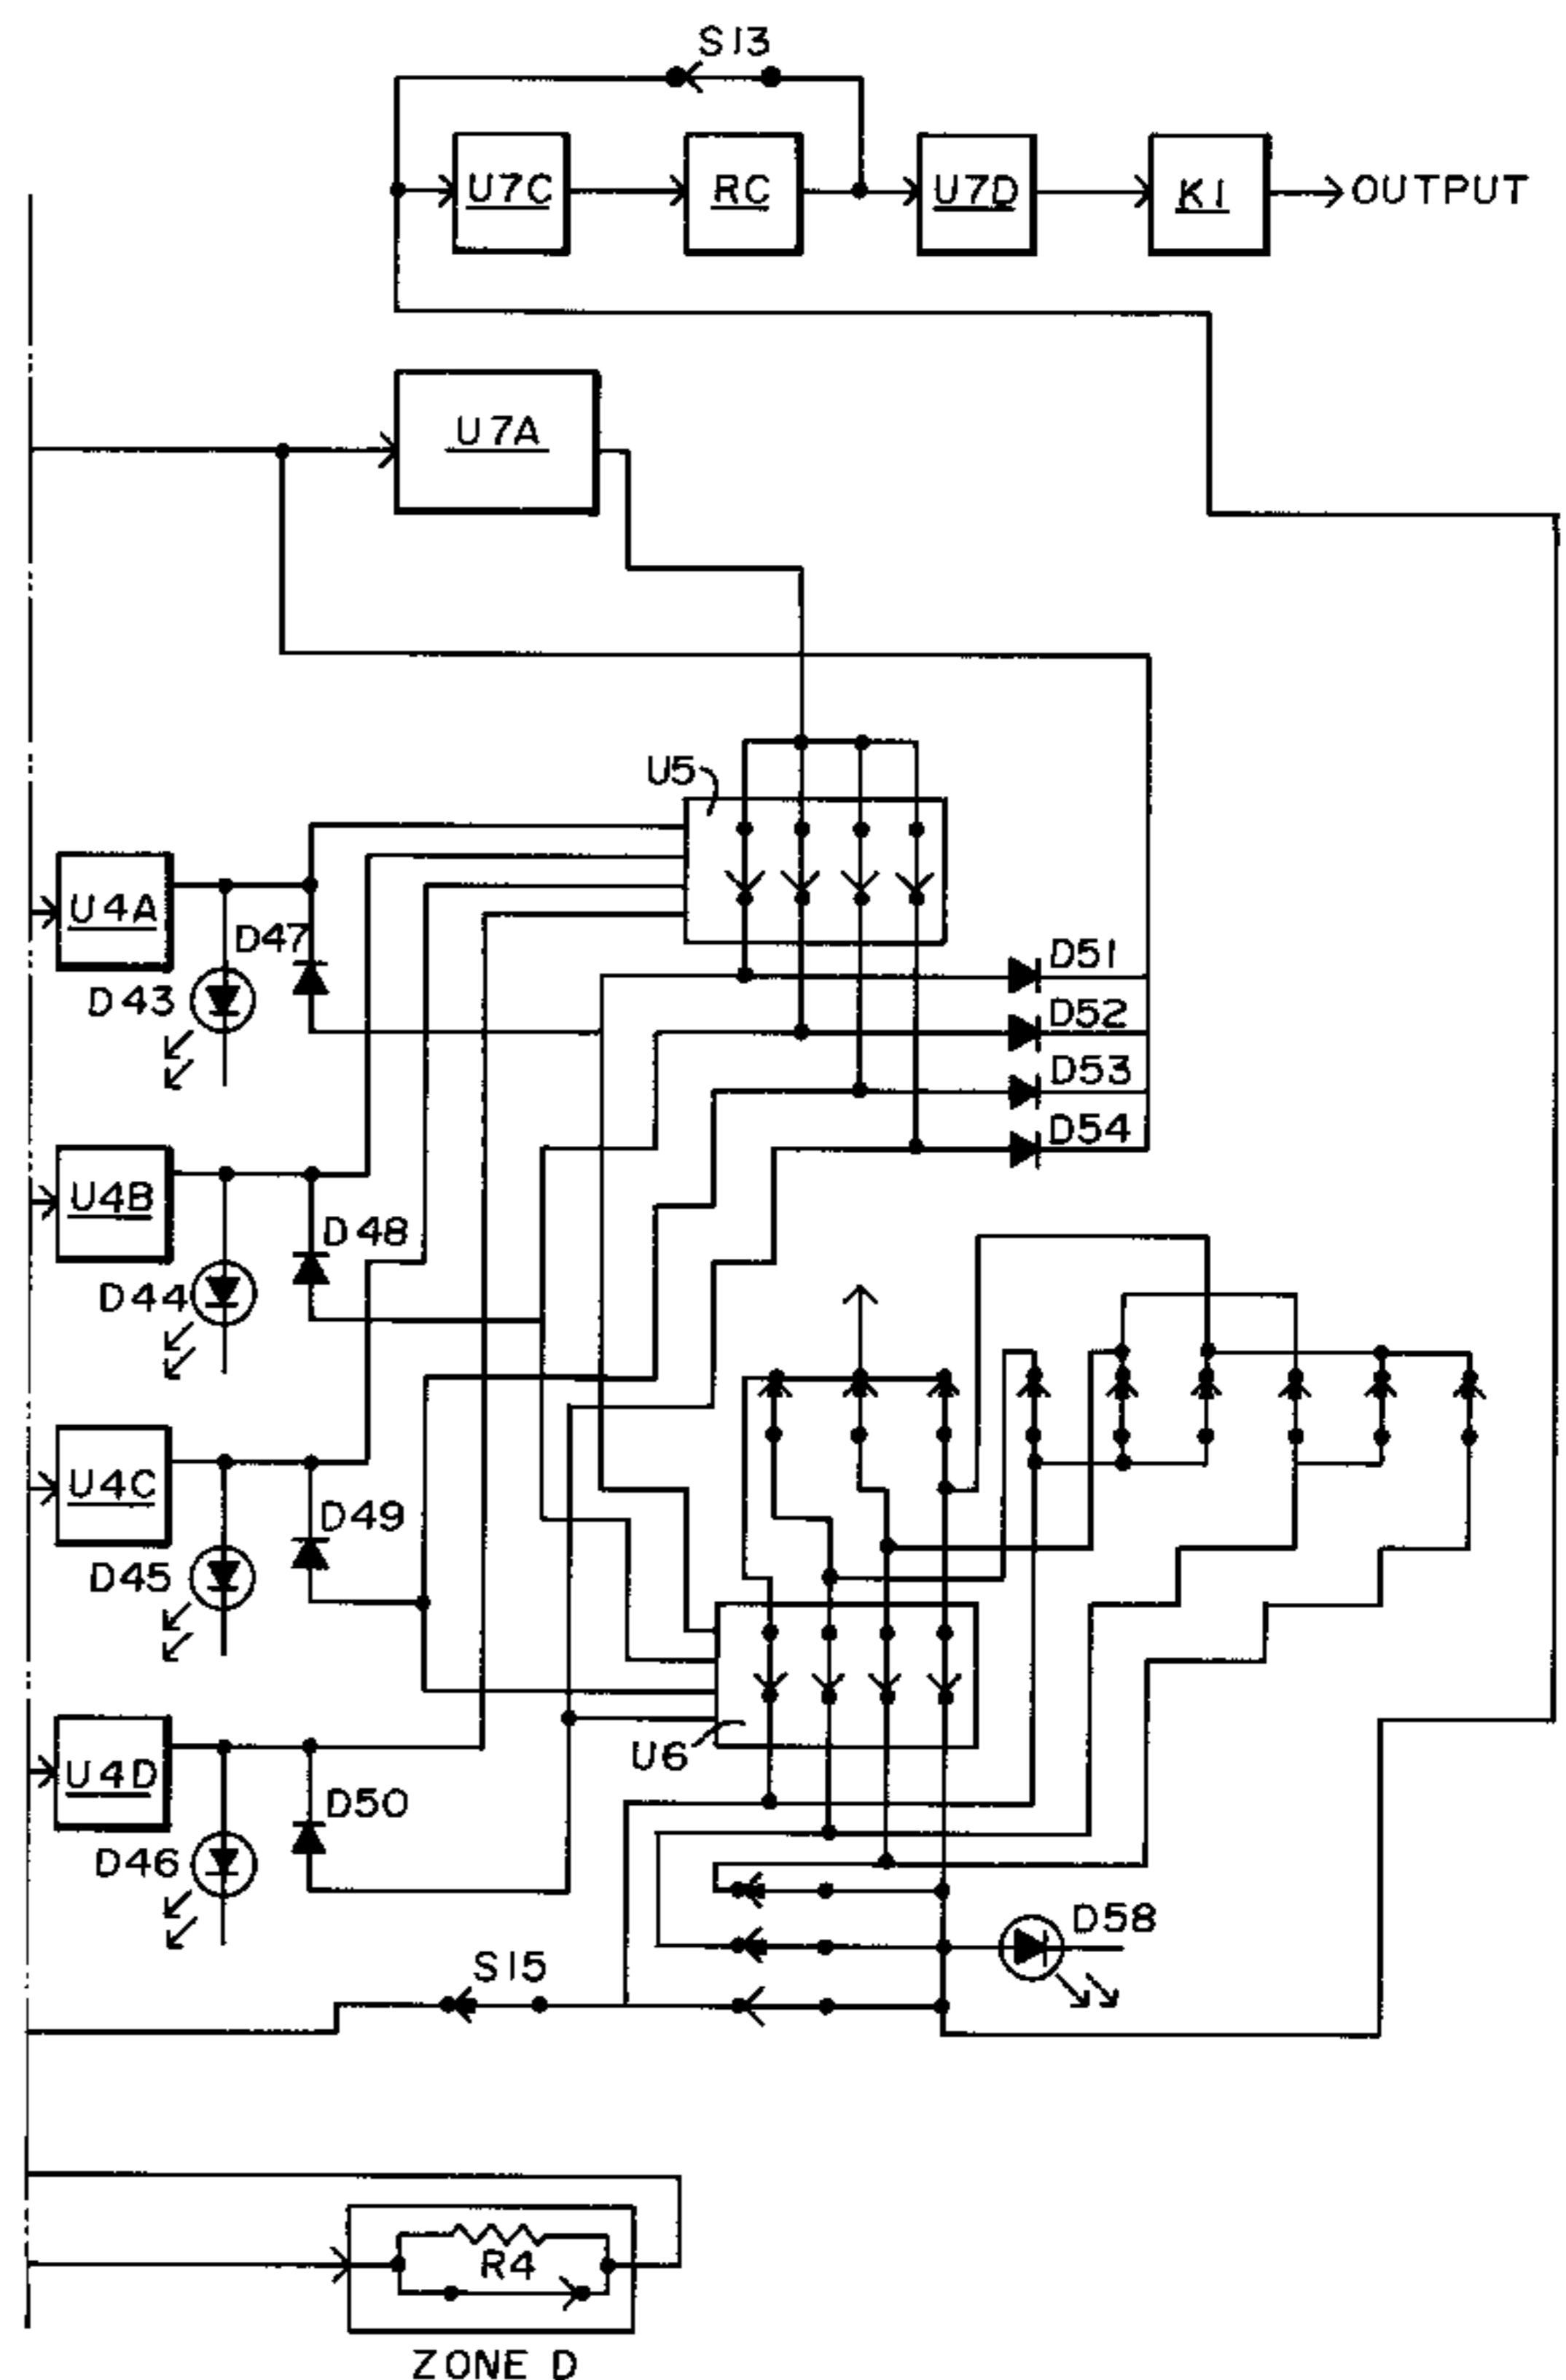 S13
U7C
RC
U7D
K1
OUTPUT
U7A
U5
U4A
D47
D43
D51
D52
D53
D54
U4B
D48
D44
U4C
D49
D45
U6
U4D
D50
D46
D58
S15
R4
ZONE D